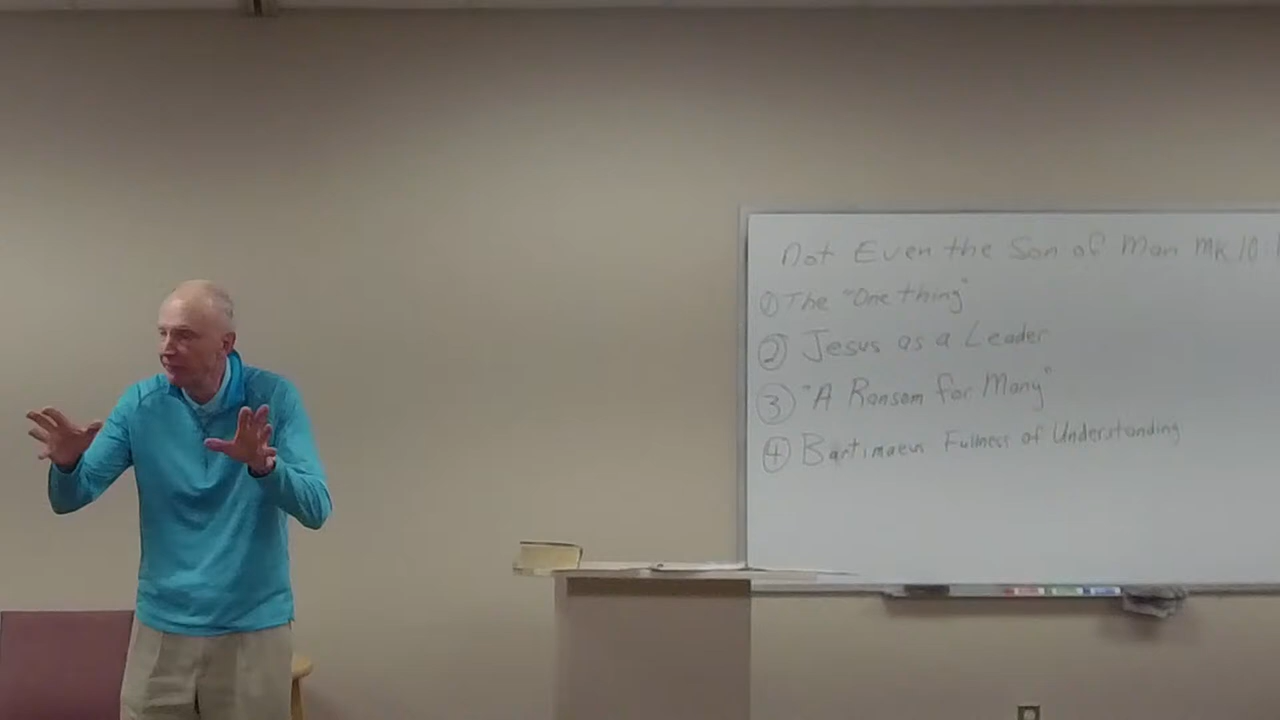 Not Even the Son of Man MK 10:
① The "One thing"
② Jesus as a Leader
③ "A Ransom for Many"
④ Bartimaeus Fullness of Understanding